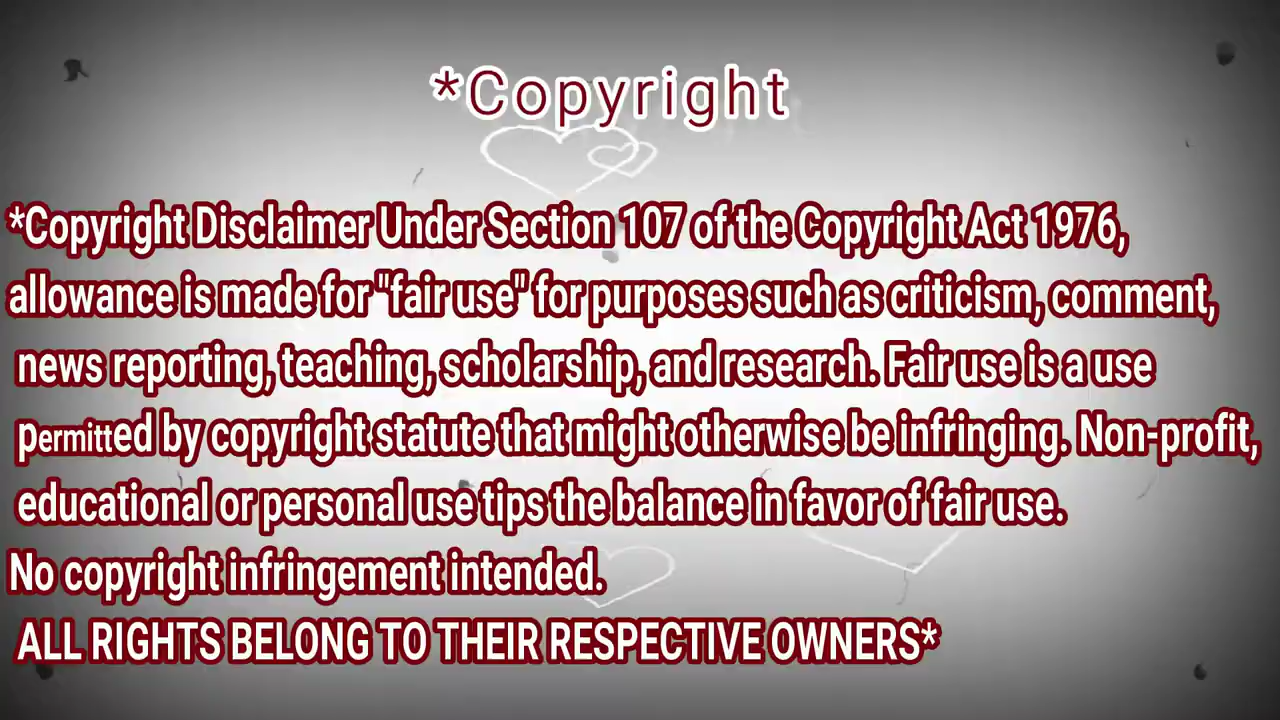 *Copyright
*Copyright Disclaimer Under Section 107 of the Copyright Act 1976,
allowance is made for "fair use" for purposes such as criticism, comment,
news reporting, teaching, scholarship, and research. Fair use is a use
permitted by copyright statute that might otherwise be infringing. Non-profit,
educational or personal use tips the balance in favor of fair use.
No copyright infringement intended.
ALL RIGHTS BELONG TO THEIR RESPECTIVE OWNERS*